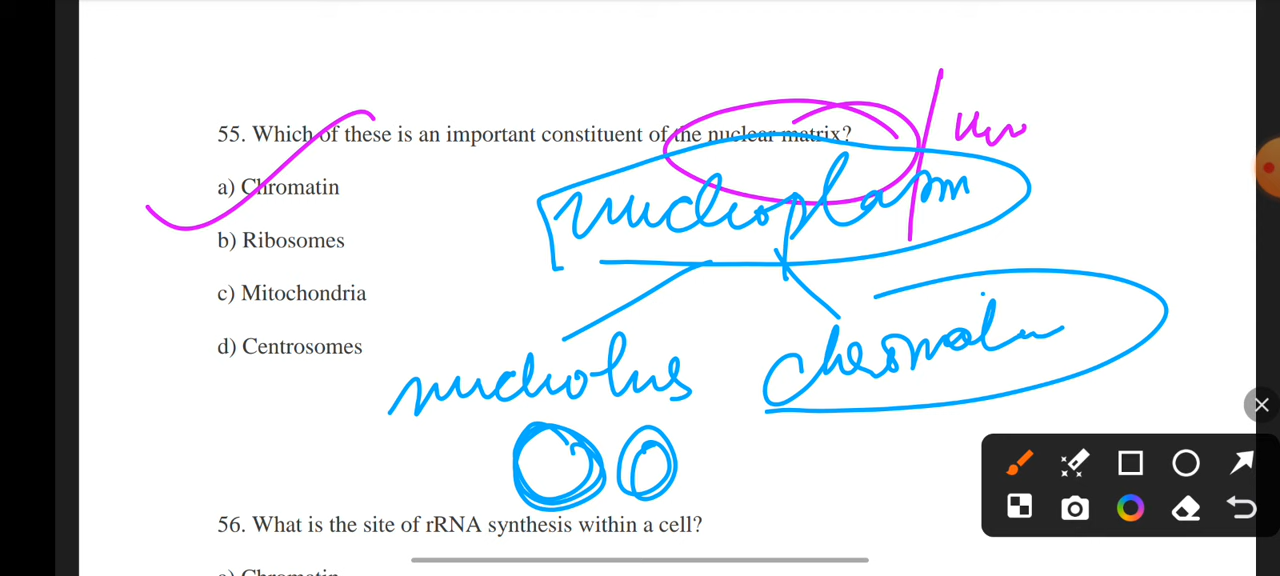 55. Which of these is an important constituent of the nuclear matrix?
a) Chromatin
nucleoplasm
b) Ribosomes
c) Mitochondria
d) Centrosomes
nucleolus
56. What is the site of rRNA synthesis within a cell?
a) Chromatin